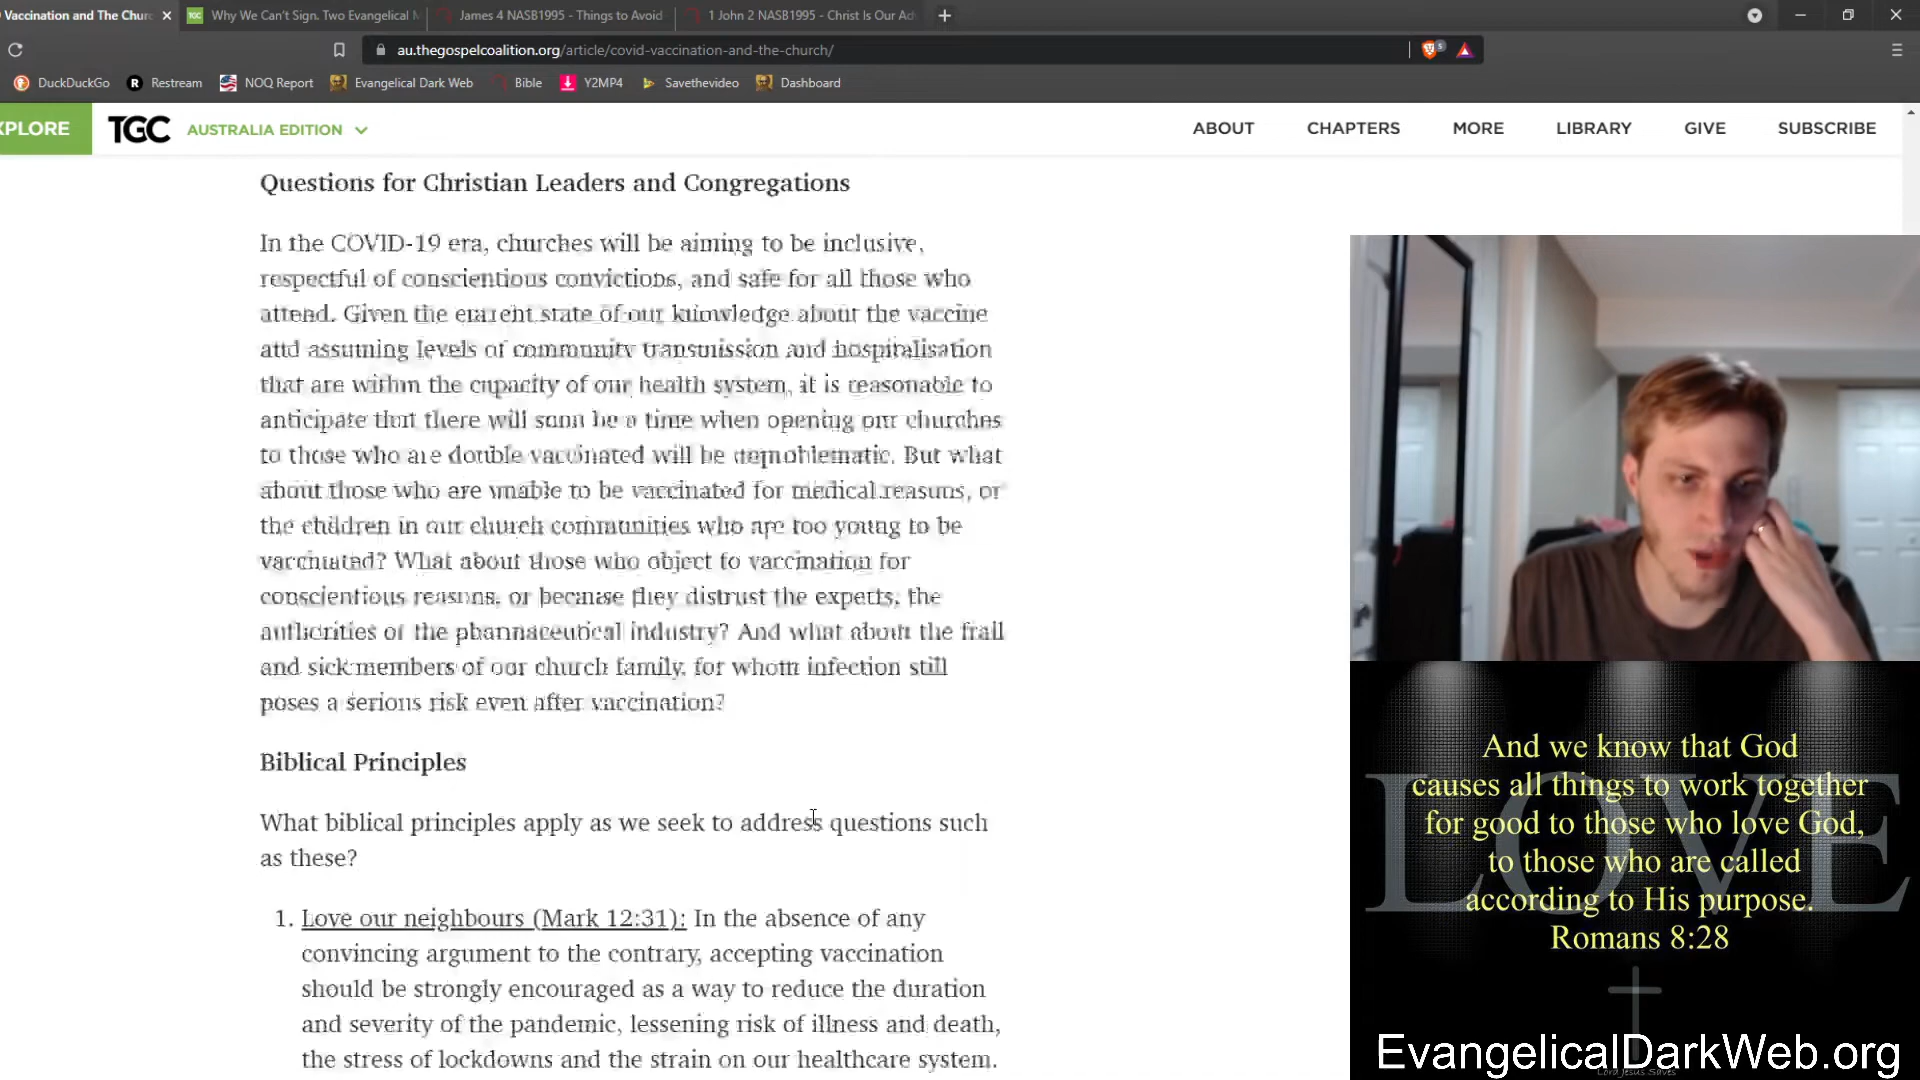 Vaccination and The Churc
Why We Can't Sign. Two Evangelical
James 4 NASB1995 - Things to Avoid
1 John 2 NASB1995 - Christ Is Our Adv
au.thegospelcoalition.org/article/covid-vaccination-and-the-church/
5
DuckDuckGo
Restream
NOQ Report
Evangelical Dark Web
Bible
Y2MP4
Savethevideo
Dashboard
XPLORE
TGC
AUSTRALIA EDITION
ABOUT
CHAPTERS
MORE
LIBRARY
GIVE
SUBSCRIBE
Questions for Christian Leaders and Congregations
In the COVID-19 era, churches will be aiming to be inclusive,
respectful of conscientious convictions, and safe for all those who
attend. Given the current state of our knowledge about the vaccine
and assuming levels of community transmission and hospitalisation
that are within the capacity of our health system, it is reasonable to
anticipate that there will soon be a time when opening our churches
to those who are double vaccinated will be unproblematic. But what
about those who are unable to be vaccinated for medical reasons, or
the children in our church communities who are too young to be
vaccinated? What about those who object to vaccination for
conscientious reasons, or because they distrust the experts, the
authorities or the pharmaceutical industry? And what about the frail
and sick members of our church family, for whom infection still
poses a serious risk even after vaccination?
Biblical Principles
What biblical principles apply as we seek to address questions such
as these?
1. Love our neighbours (Mark 12:31): In the absence of any
convincing argument to the contrary, accepting vaccination
should be strongly encouraged as a way to reduce the duration
and severity of the pandemic, lessening risk of illness and death,
the stress of lockdowns and the strain on our healthcare system.
LOVE
And we know that God
causes all things to work together
for good to those who love God,
to those who are called
according to His purpose.
Romans 8:28
EvangelicalDarkWeb.org
Lord Jesus Saves